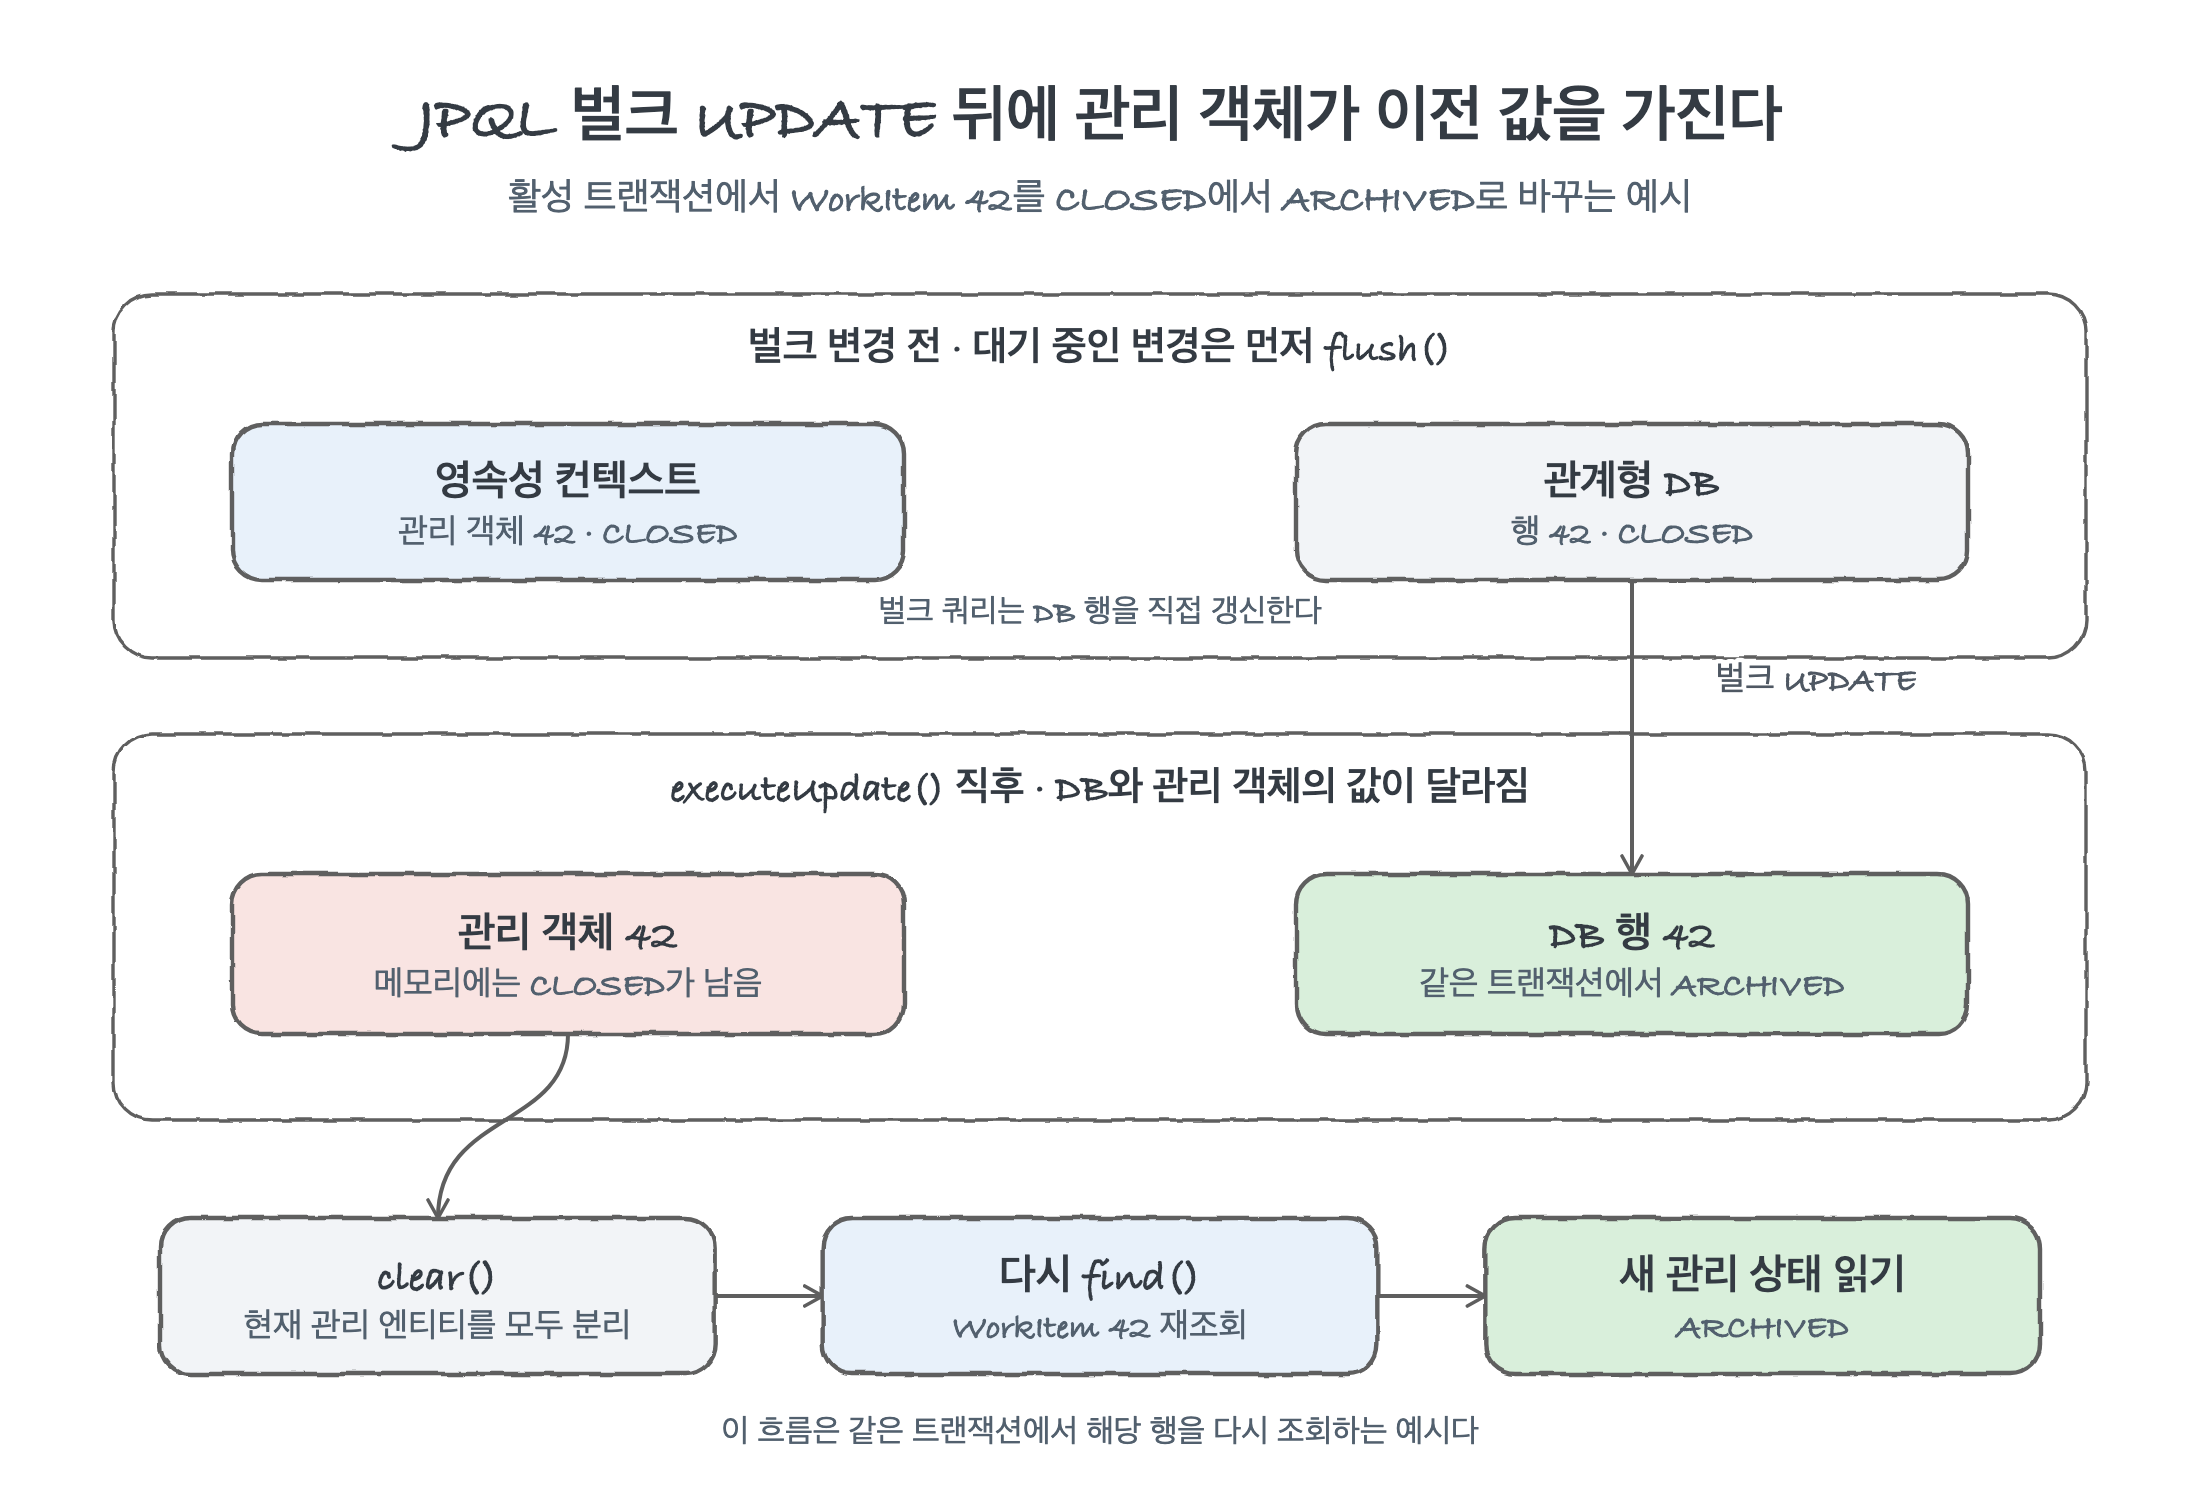 JPQL 벌크 UPDATE 뒤에 관리 객체가 이전 값을 가진다
활성 트랜잭션에서 WorkItem 42를 CLOSED에서 ARCHIVED로 바꾸는 예시
벌크 변경 전 · 대기 중인 변경은 먼저 flush()
영속성 컨텍스트
관리 객체 42 · CLOSED
관계형 DB
행 42 · CLOSED
벌크 쿼리는 DB 행을 직접 갱신한다
벌크 UPDATE
executeUpdate() 직후 · DB와 관리 객체의 값이 달라짐
관리 객체 42
메모리에는 CLOSED가 남음
DB 행 42
같은 트랜잭션에서 ARCHIVED
clear()
현재 관리 엔티티를 모두 분리
다시 find()
WorkItem 42 재조회
새 관리 상태 읽기
ARCHIVED
이 흐름은 같은 트랜잭션에서 해당 행을 다시 조회하는 예시다